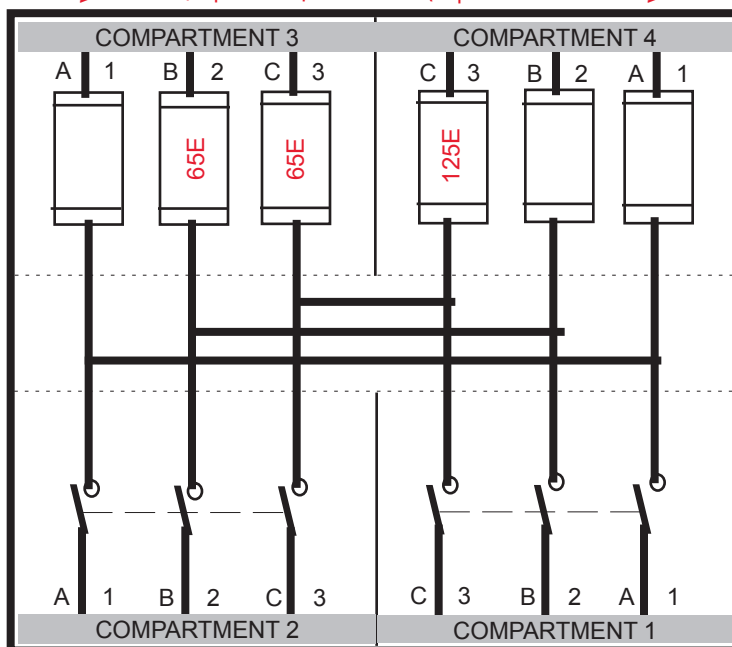 COMPARTMENT 3 COMPARTMENT 4
A 1 B 2 C 3 C 3 B 2 A 1
65E 65E 125E
A 1 B 2 C 3 C 3 B 2 A 1
COMPARTMENT 2 COMPARTMENT 1